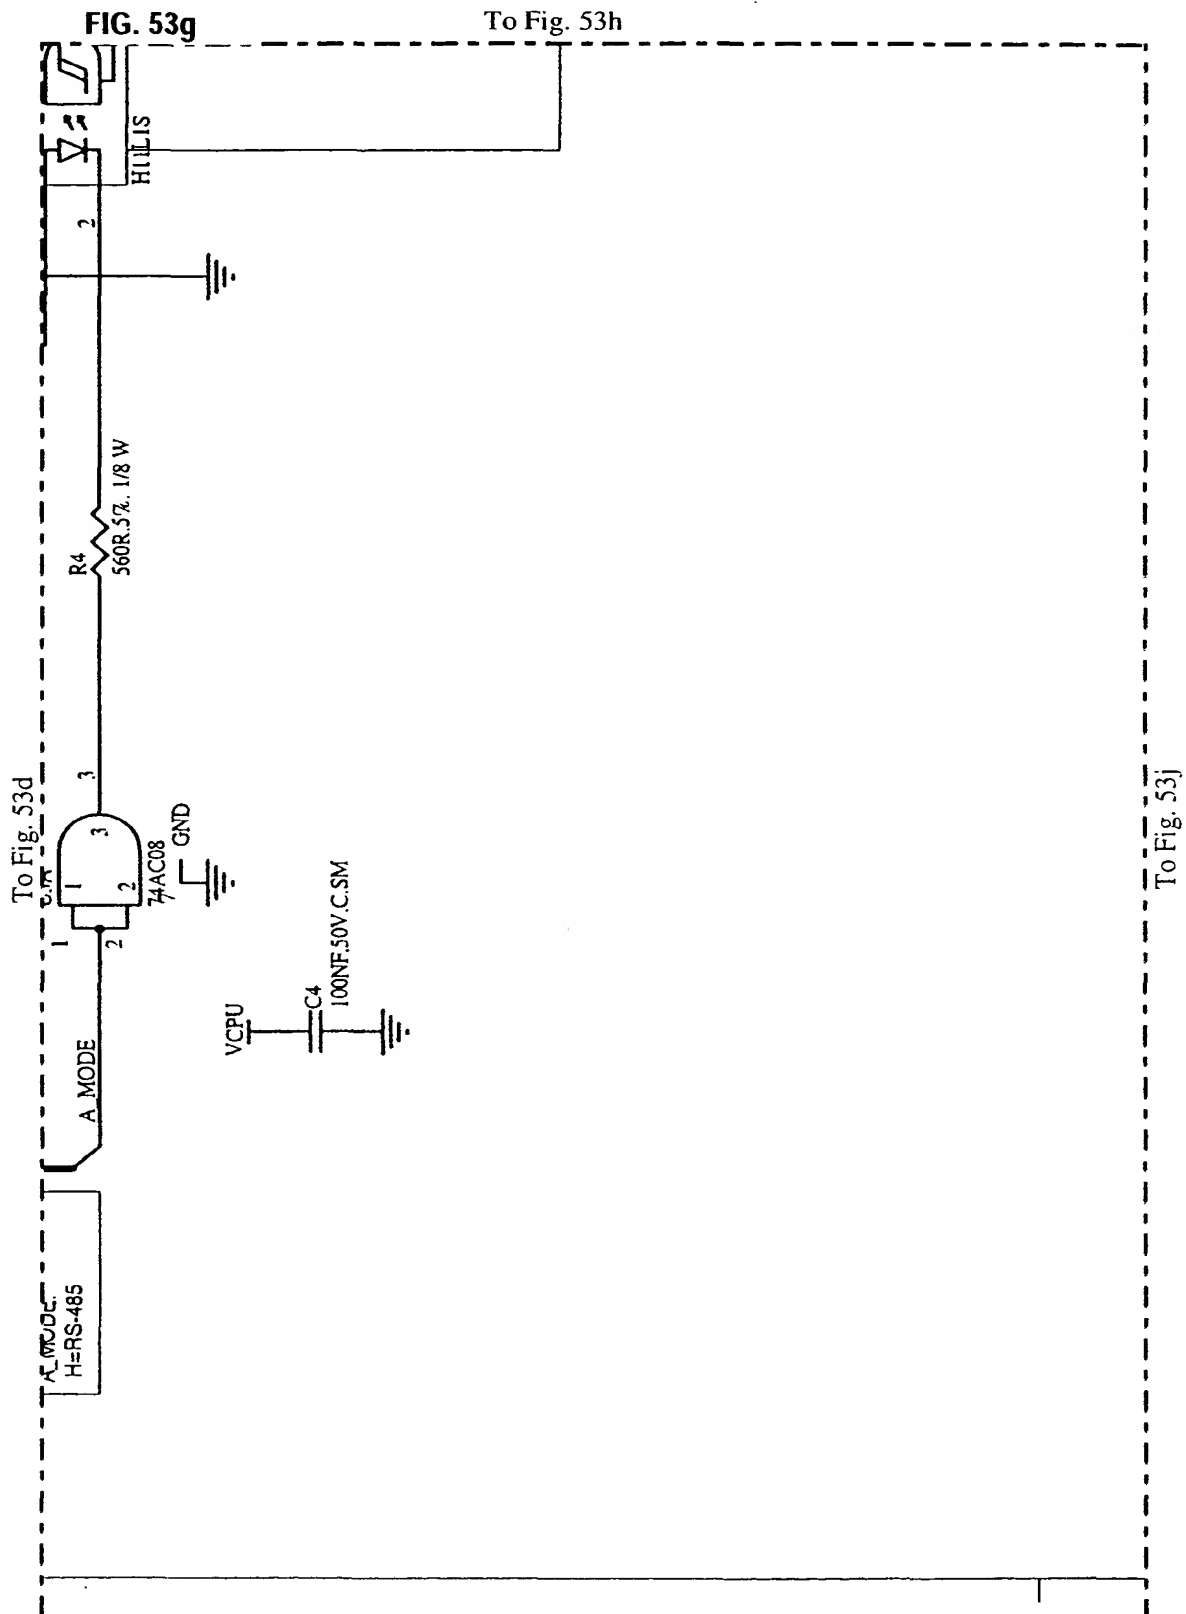 FIG. 53g
To Fig. 53h
H11L1S
2
R4
560R.5%. 1/8 W
3
To Fig. 53d
3
1
2
74AC08
GND
1
2
A_MODE
VCPU
C4
100NF.50V.C.SM
A_MODE.
H=RS-485
To Fig. 53j